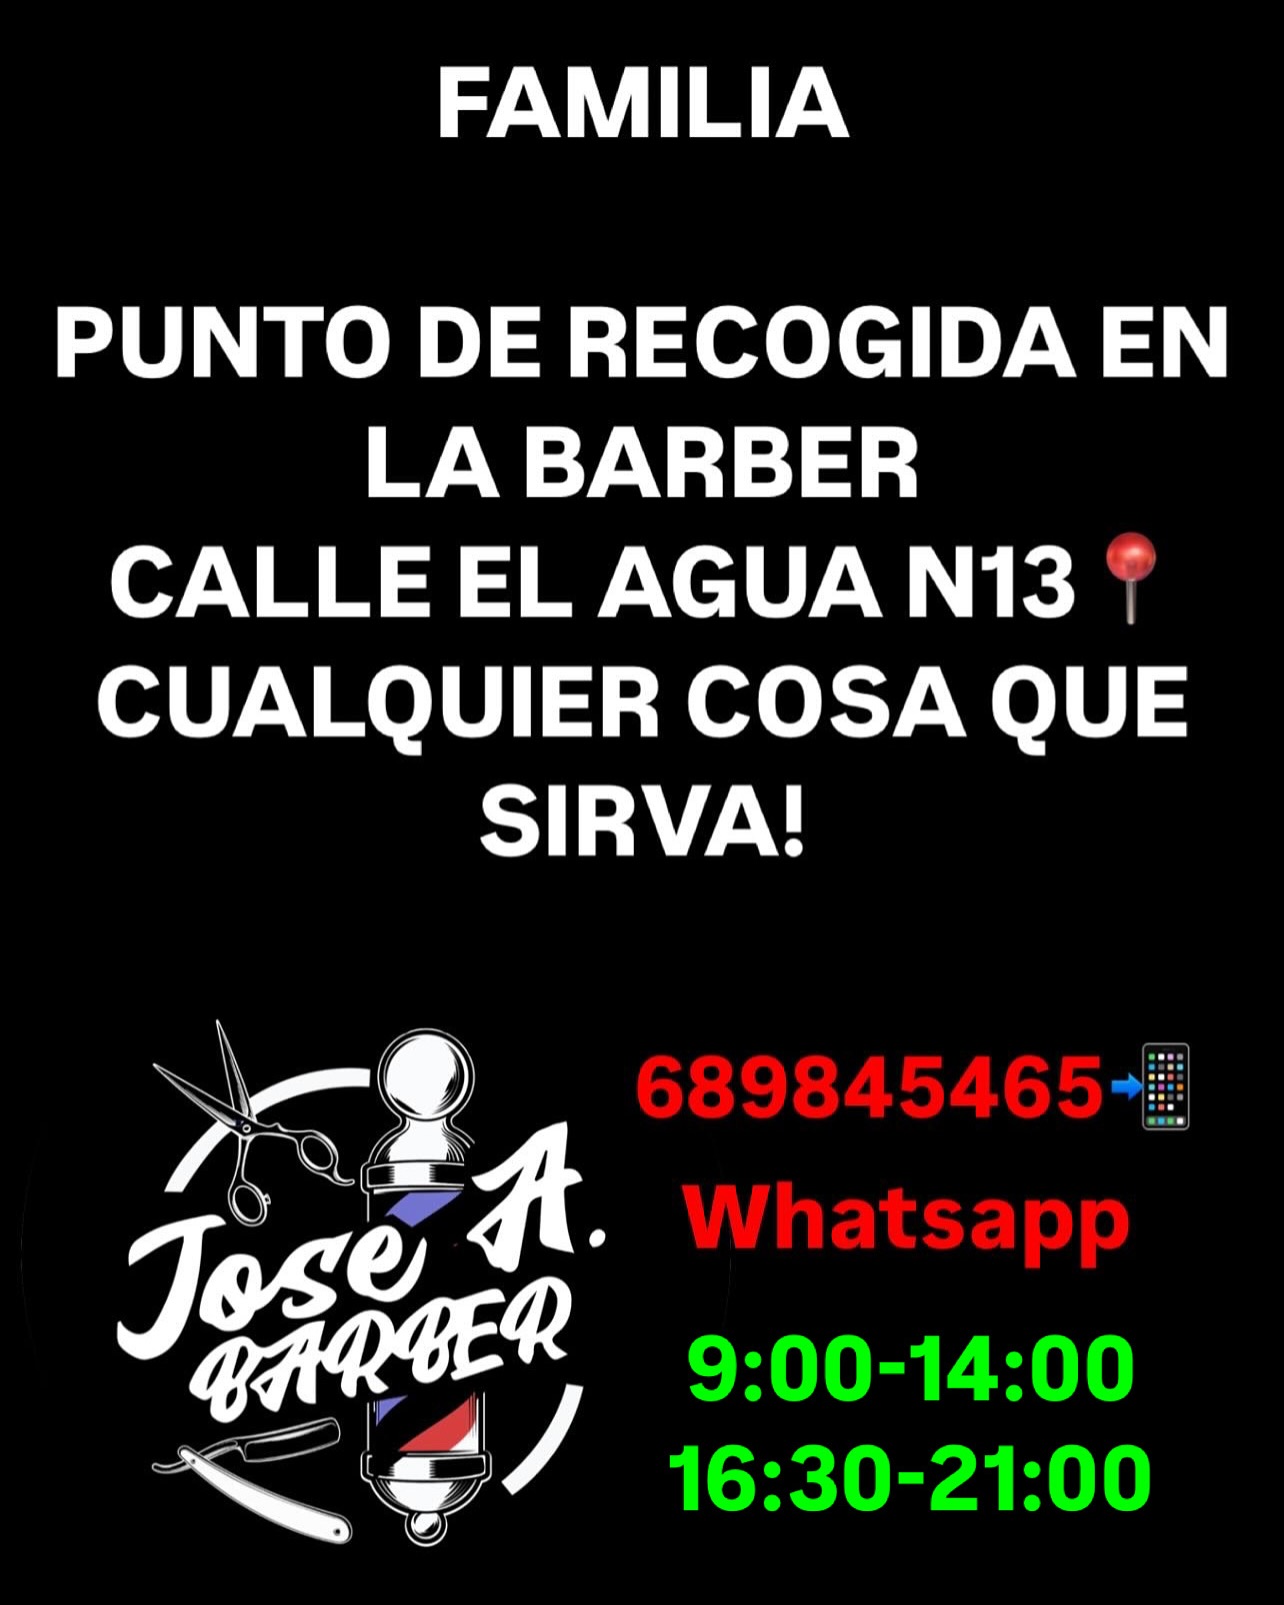 FAMILIA
PUNTO DE RECOGIDA EN
LA BARBER
CALLE EL AGUA N13📍
CUALQUIER COSA QUE
SIRVA!
689845465📲
Whatsapp
9:00-14:00
16:30-21:00
Jose A.
BARBER